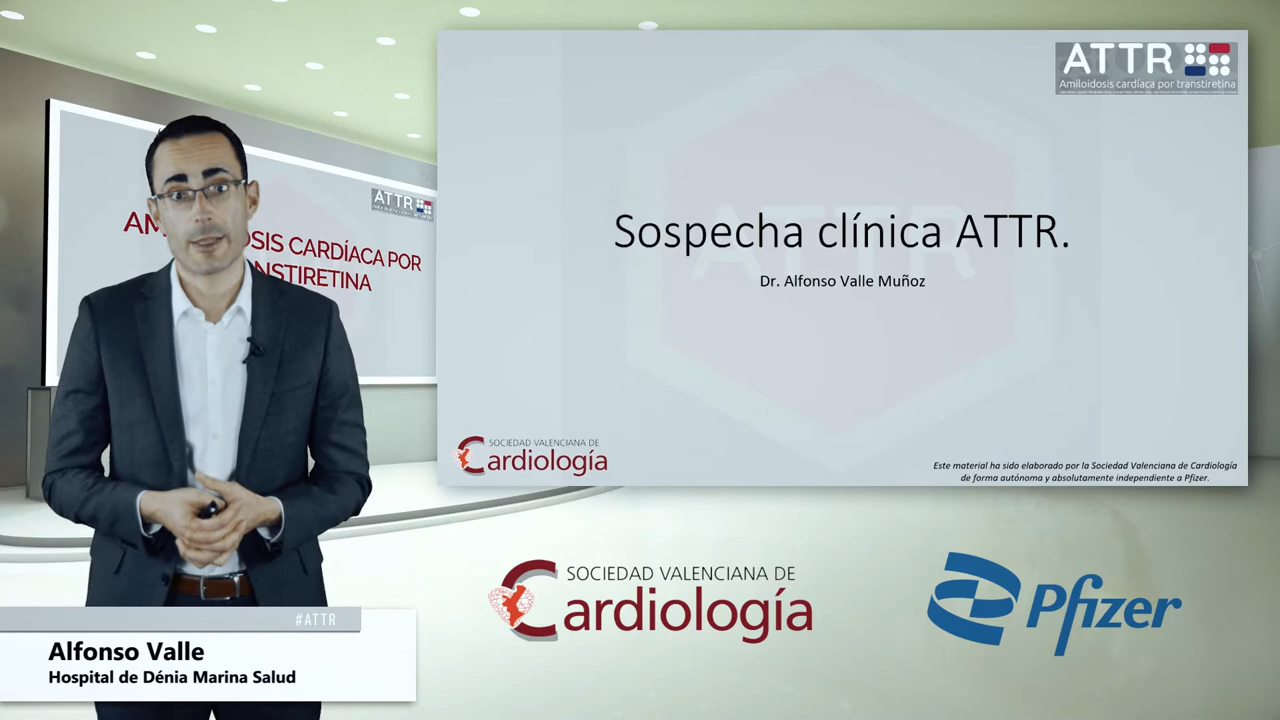 ATTR
Amiloidosis cardíaca por transtiretina
Sospecha clínica ATTR.
Dr. Alfonso Valle Muñoz
SOCIEDAD VALENCIANA DE
Cardiología
Este material ha sido elaborado por la Sociedad Valenciana de Cardiología
de forma autónoma y absolutamente independiente a Pfizer.
ATTR
OSIS CARDÍACA POR
NSTIRETINA
SOCIEDAD VALENCIANA DE
Cardiología
Pfizer
#ATTR
Alfonso Valle
Hospital de Dénia Marina Salud